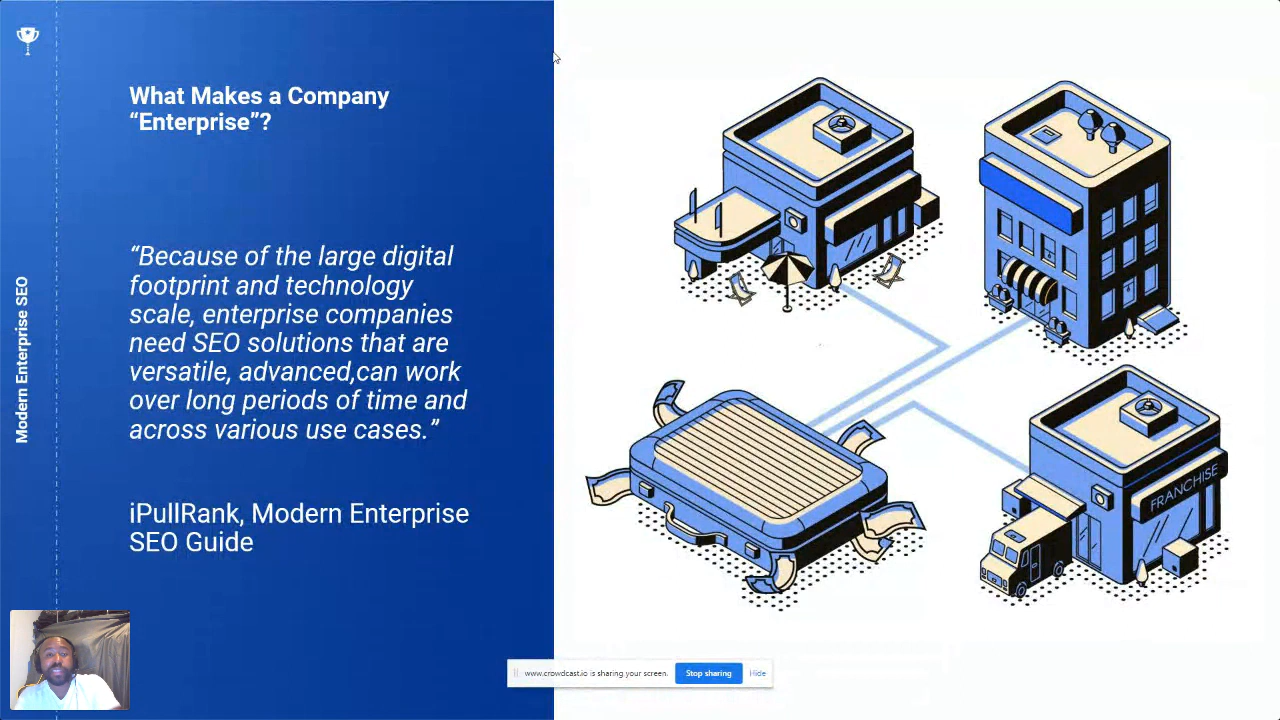 What Makes a Company
“Enterprise”?
“Because of the large digital
footprint and technology
scale, enterprise companies
need SEO solutions that are
versatile, advanced,can work
over long periods of time and
across various use cases.”
iPullRank, Modern Enterprise
SEO Guide
Modern Enterprise SEO
FRANCHISE
www.crowdcast.io is sharing your screen.
Stop sharing
Hide